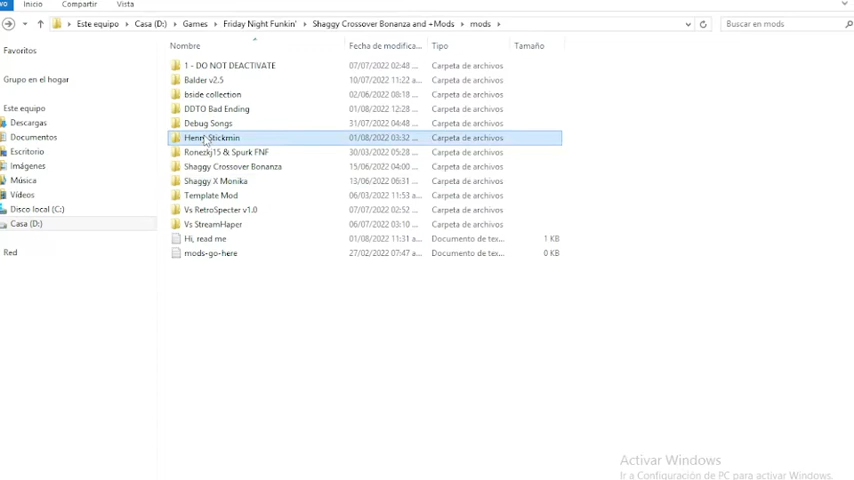 vo Inicio Compartir Vista
Este equipo Casa (D:) Games Friday Night Funkin' Shaggy Crossover Bonanza and +Mods mods Buscar en mods
Favoritos
Grupo en el hogar
Este equipo
Descargas
Documentos
Escritorio
Imágenes
Música
Vídeos
Disco local (C:)
Casa (D:)
Red
Nombre Fecha de modifica... Tipo Tamaño
1 - DO NOT DEACTIVATE 07/07/2022 02:48 ... Carpeta de archivos
Balder v2.5 10/07/2022 11:22 a... Carpeta de archivos
bside collection 02/06/2022 08:18 ... Carpeta de archivos
DDTO Bad Ending 01/08/2022 12:28 ... Carpeta de archivos
Debug Songs 31/07/2022 04:48 ... Carpeta de archivos
Henry Stickmin 01/08/2022 03:32 ... Carpeta de archivos
Ronezkj15 & Spurk FNF 30/03/2022 05:28 ... Carpeta de archivos
Shaggy Crossover Bonanza 15/06/2022 04:00 ... Carpeta de archivos
Shaggy X Monika 13/06/2022 06:31 ... Carpeta de archivos
Template Mod 06/03/2022 11:53 a... Carpeta de archivos
Vs RetroSpecter v1.0 07/07/2022 02:52 ... Carpeta de archivos
Vs StreamHaper 06/07/2022 03:10 ... Carpeta de archivos
Hi, read me 01/08/2022 11:31 a... Documento de tex... 1 KB
mods-go-here 27/02/2022 07:47 a... Documento de tex... 0 KB
Activar Windows
Ir a Configuración de PC para activar Windows.